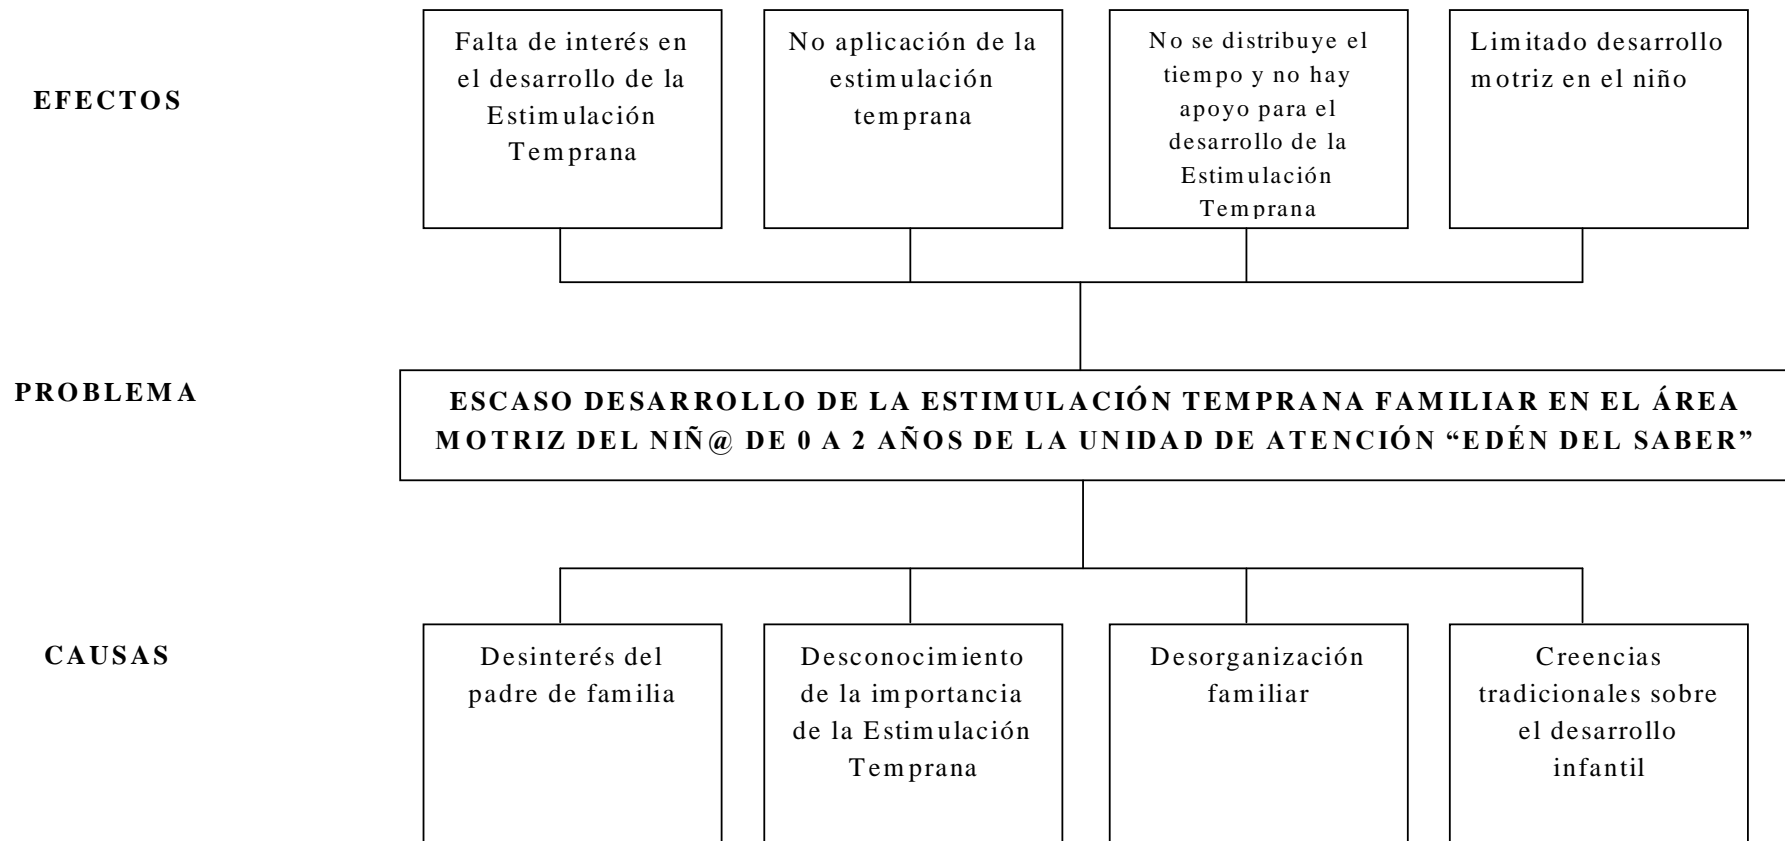 EFECTOS
Falta de interés en
el desarrollo de la
Estimulación
Temprana
No aplicación de la
estimulación
temprana
No se distribuye el
tiempo y no hay
apoyo para el
desarrollo de la
Estimulación
Temprana
Limitado desarrollo
motriz en el niño
PROBLEMA
ESCASO DESARROLLO DE LA ESTIMULACIÓN TEMPRANA FAMILIAR EN EL ÁREA
MOTRIZ DEL NIÑ@ DE 0 A 2 AÑOS DE LA UNIDAD DE ATENCIÓN “EDÉN DEL SABER”
CAUSAS
Desinterés del
padre de familia
Desconocimiento
de la importancia
de la Estimulación
Temprana
Desorganización
familiar
Creencias
tradicionales sobre
el desarrollo
infantil